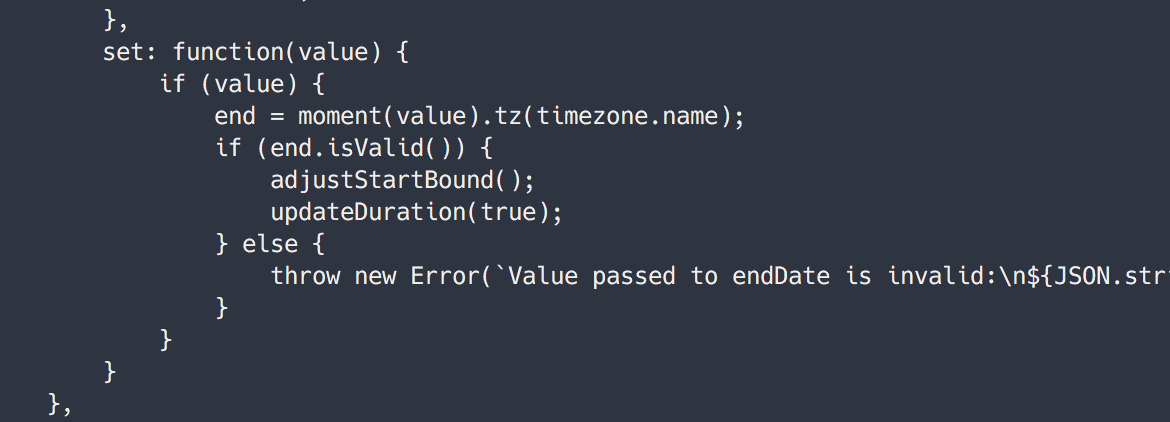 },
set: function(value) {
if (value) {
end = moment(value).tz(timezone.name);
if (end.isValid()) {
adjustStartBound();
updateDuration(true);
} else {
throw new Error(`Value passed to endDate is invalid:\n${JSON.str
}
}
}
},